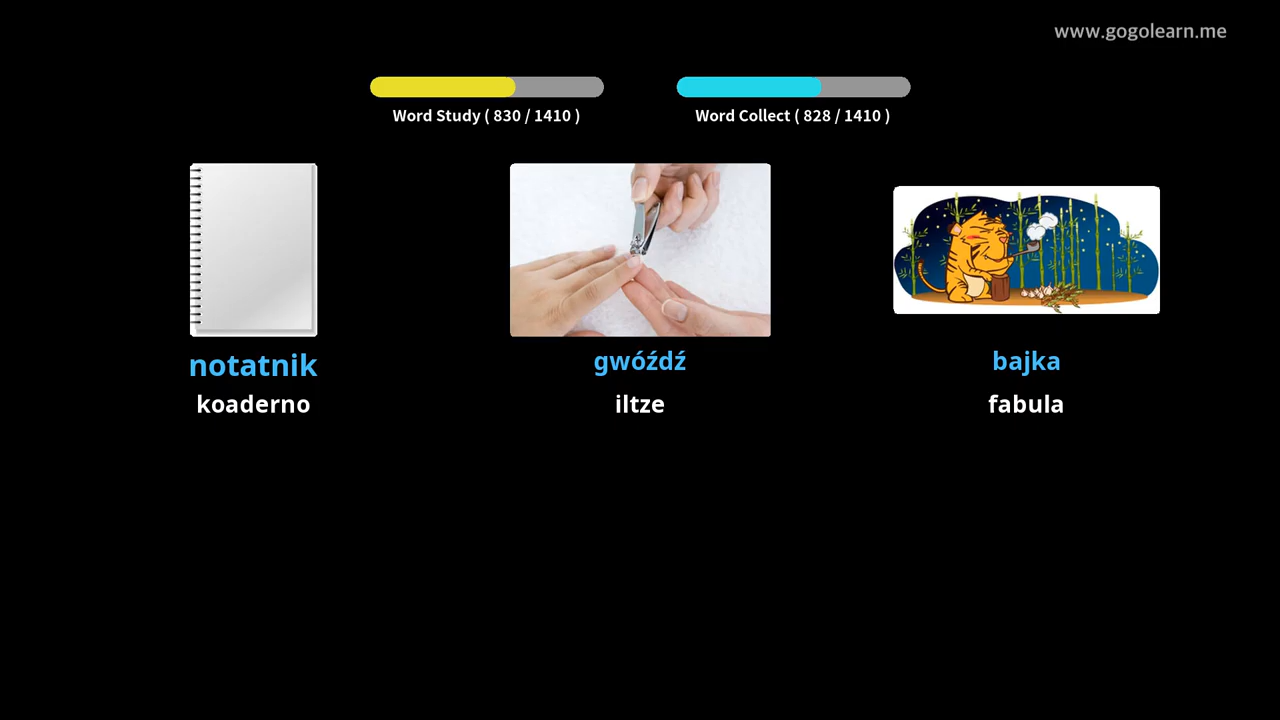 www.gogolearn.me
Word Study ( 830 / 1410 )
Word Collect ( 828 / 1410 )
notatnik
koaderno
gwóźdź
iltze
bajka
fabula